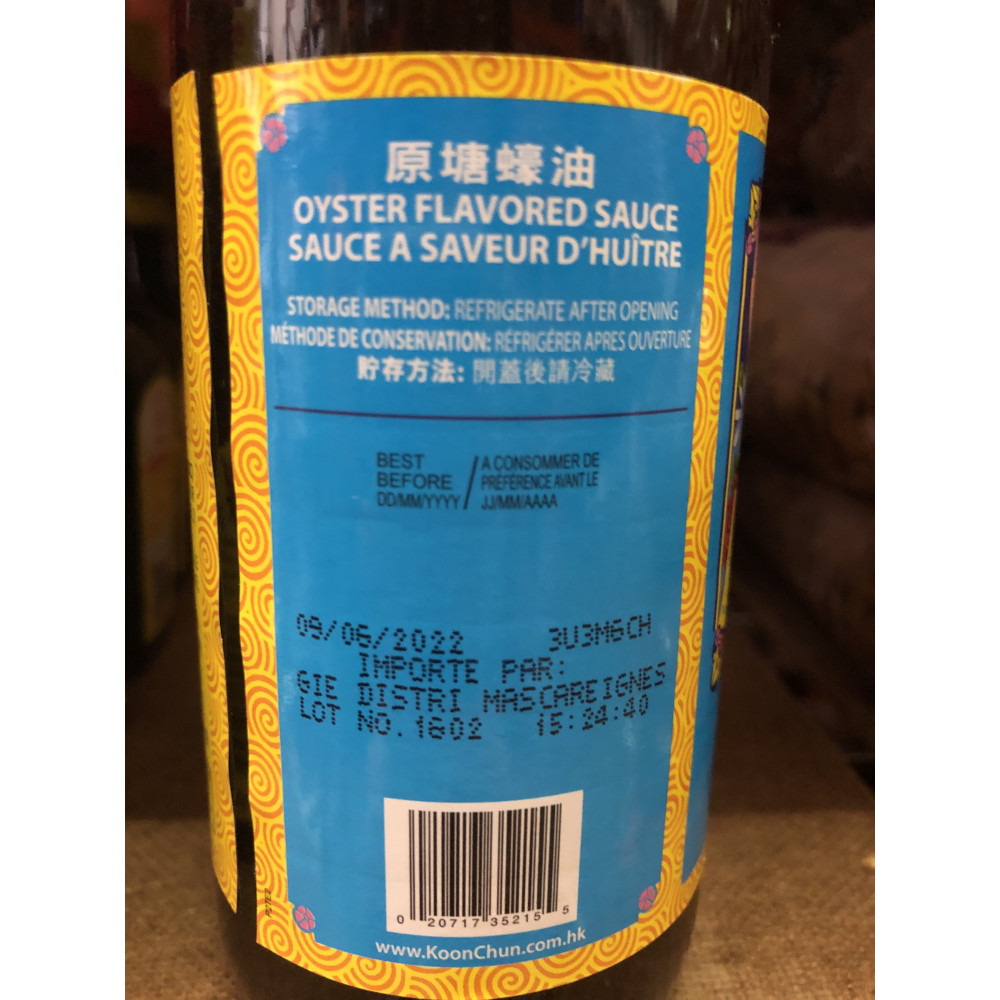 原塘蠔油
OYSTER FLAVORED SAUCE
SAUCE A SAVEUR D'HUÎTRE
STORAGE METHOD: REFRIGERATE AFTER OPENING
MÉTHODE DE CONSERVATION: RÉFRIGÉRER APRES OUVERTURE
貯存方法: 開蓋後請冷藏
BEST BEFORE DD/MM/YYYY / A CONSOMMER DE PRÉFÉRENCE AVANT LE JJ/MM/AAAA
09/06/2022 3U3M6CH
IMPORTE PAR:
GIE DISTRI MASCAREIGNES
LOT NO.1602 15:24:40
0 20717 35215 5
www.KoonChun.com.hk